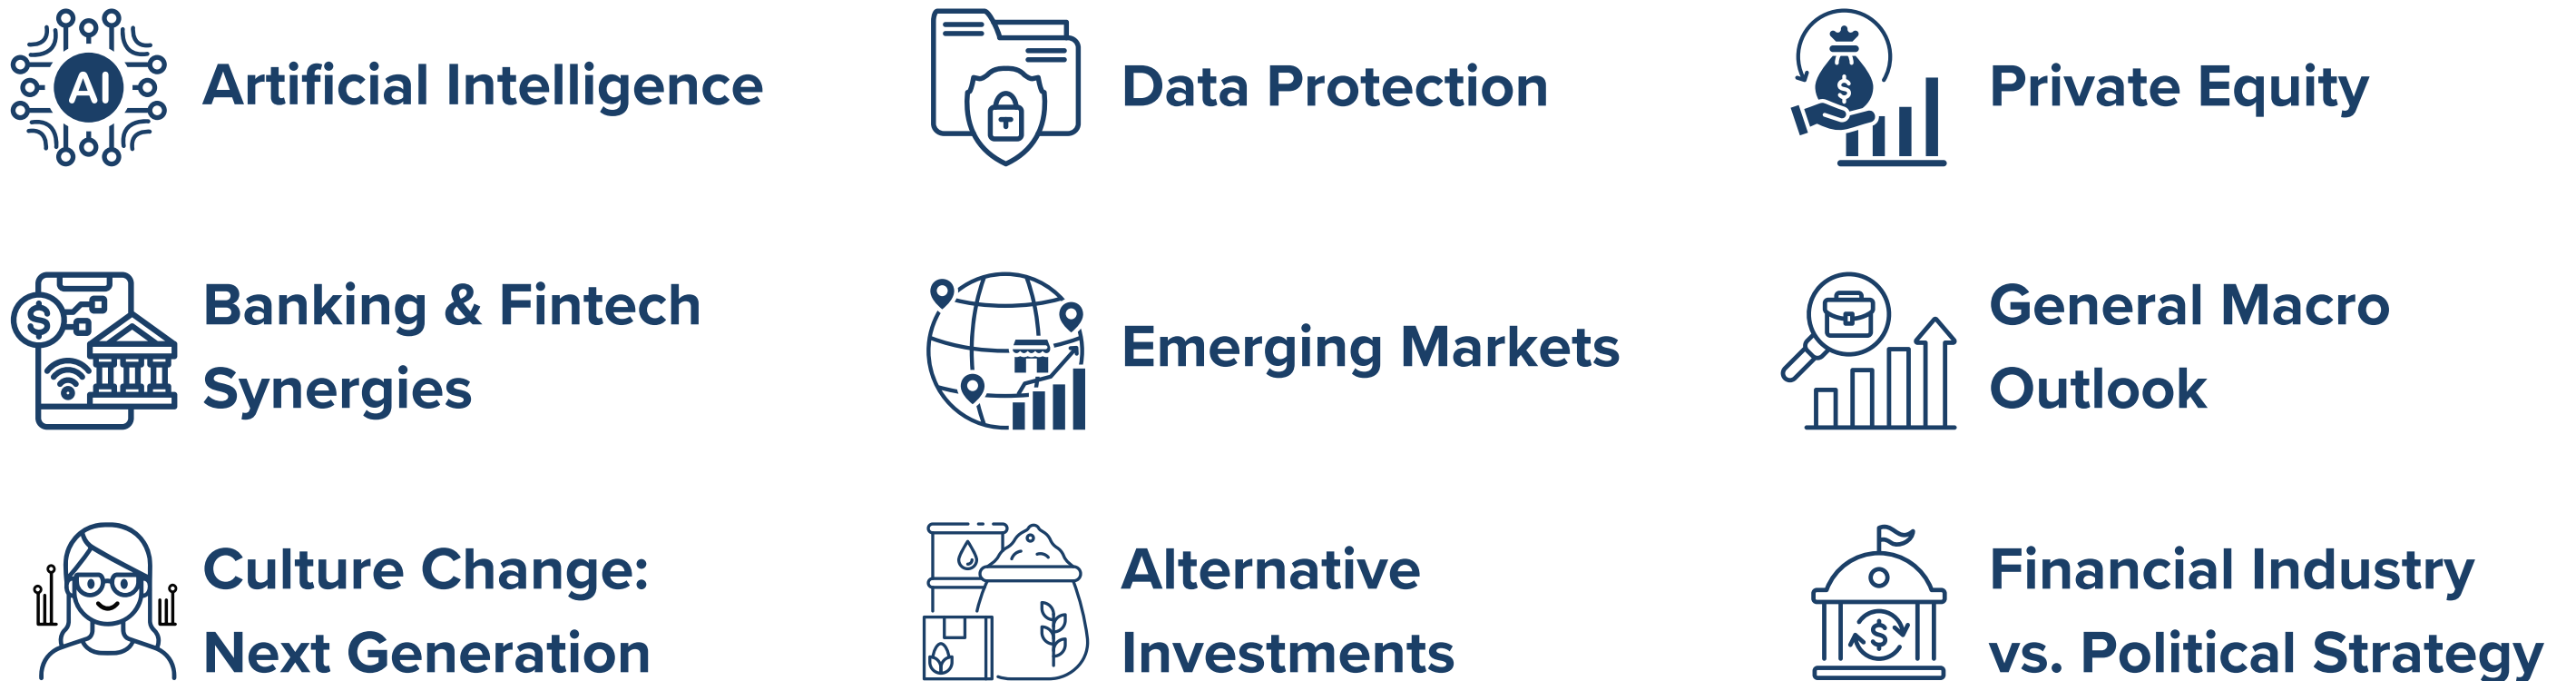 AI
Artificial Intelligence
Data Protection
$
$
Private Equity
$
Banking & Fintech
Synergies
Emerging Markets
General Macro
Outlook
Culture Change:
Next Generation
Alternative
Investments
$
Financial Industry
vs. Political Strategy